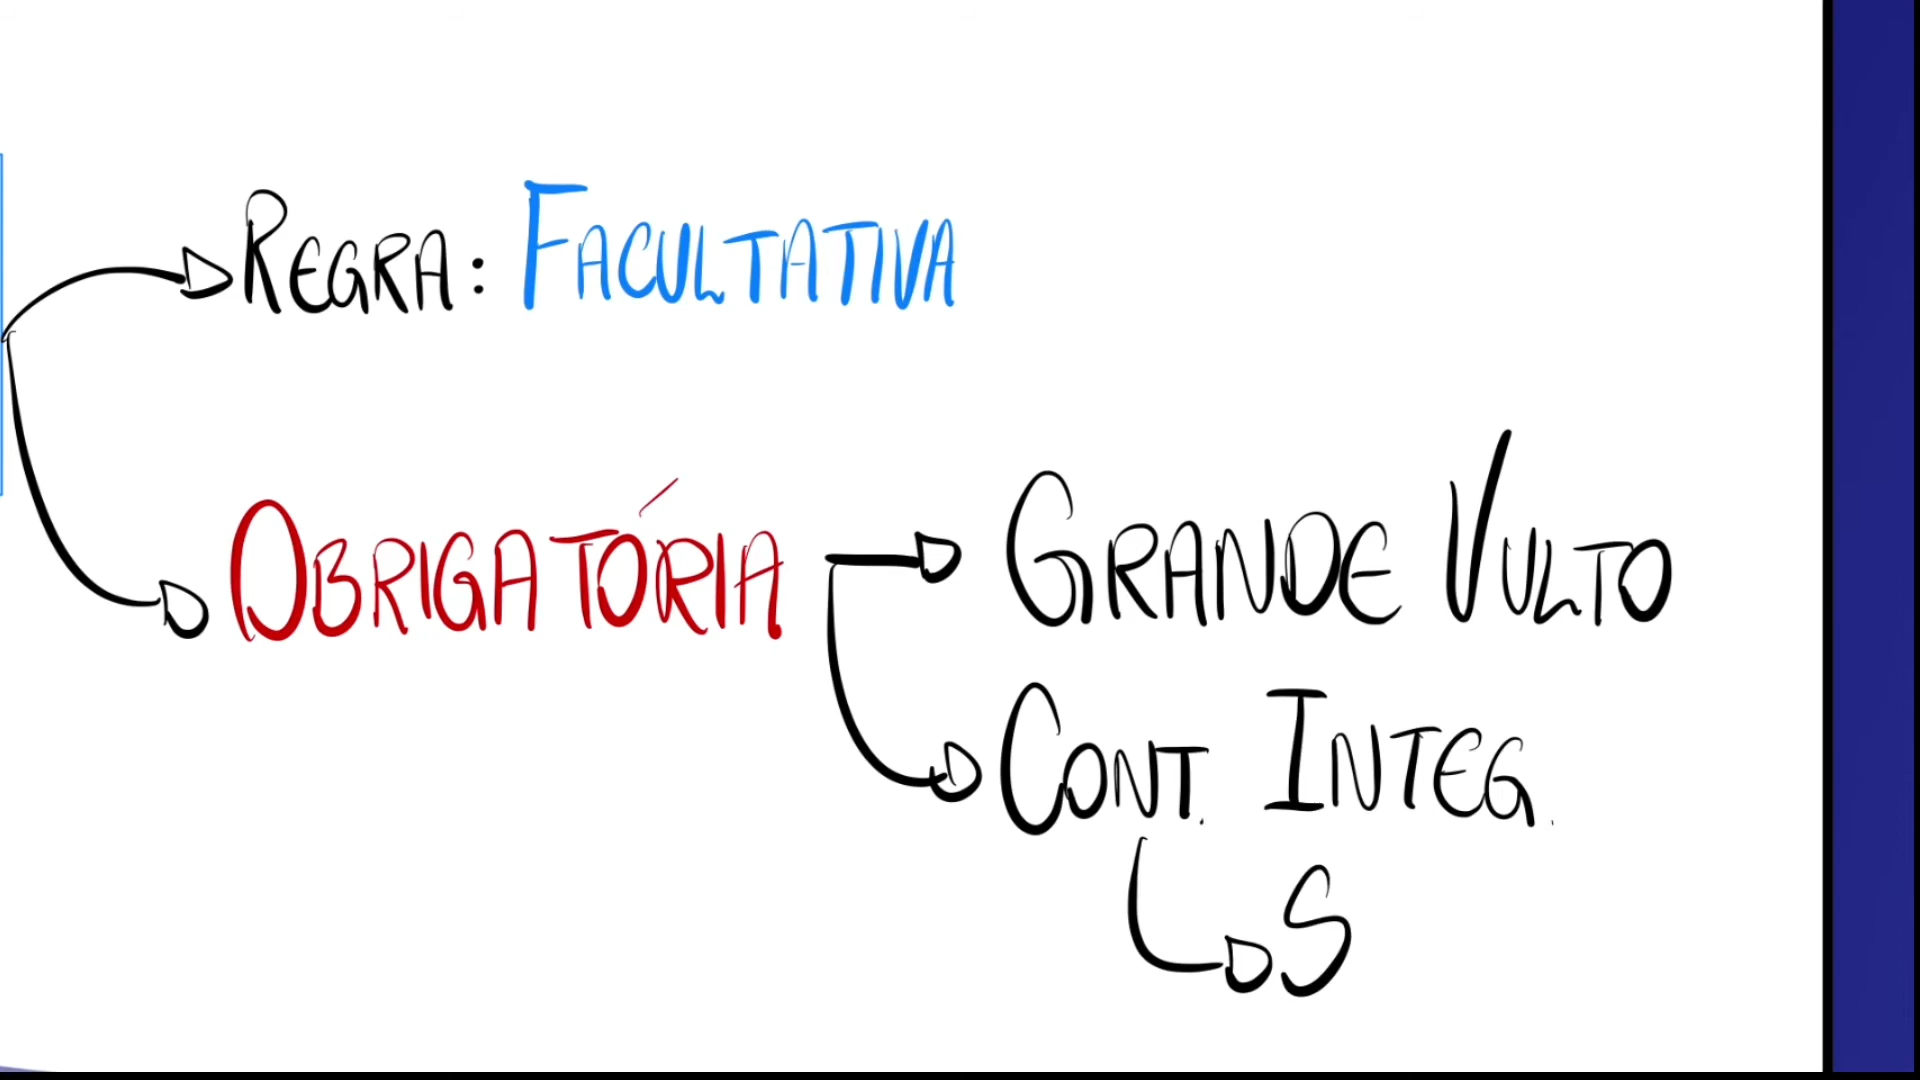 REGRA: FACULTATIVA
OBRIGATÓRIA
GRANDE VULTO
CONT. INTEG.
S